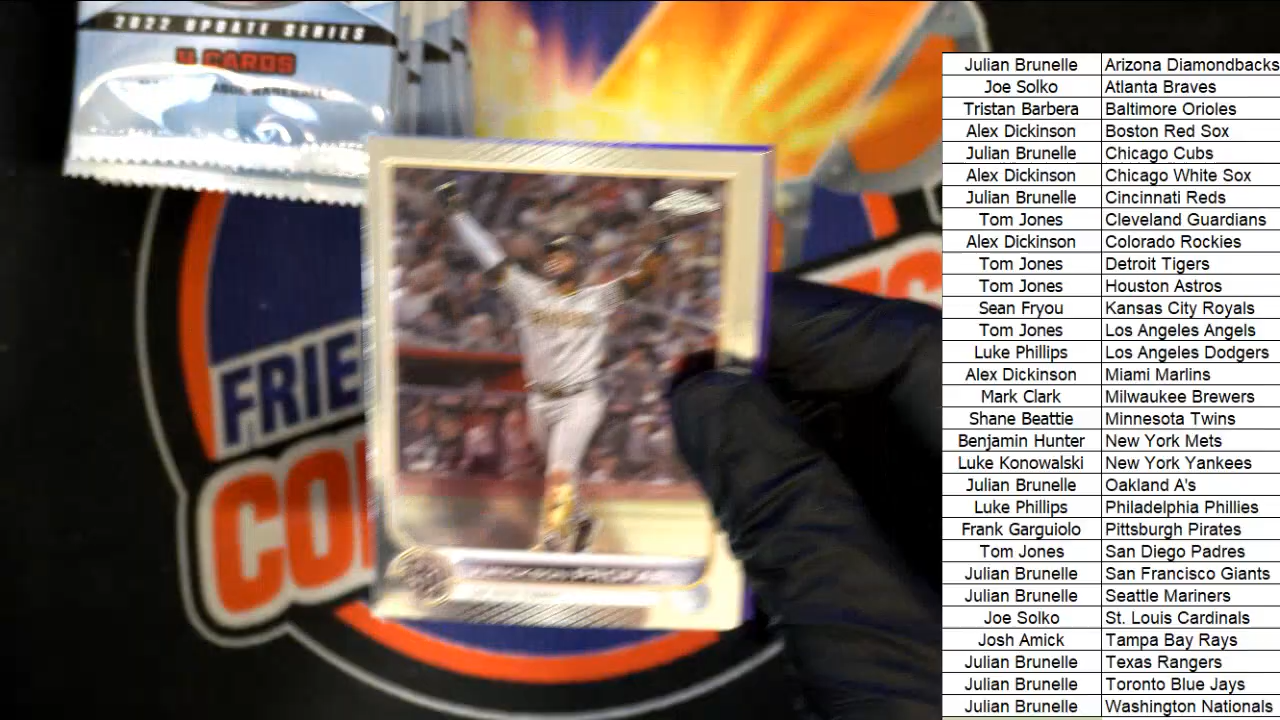 2022 UPDATE SERIES
4 CARDS
FRIE
CO
Julian Brunelle Arizona Diamondbacks
Joe Solko Atlanta Braves
Tristan Barbera Baltimore Orioles
Alex Dickinson Boston Red Sox
Julian Brunelle Chicago Cubs
Alex Dickinson Chicago White Sox
Julian Brunelle Cincinnati Reds
Tom Jones Cleveland Guardians
Alex Dickinson Colorado Rockies
Tom Jones Detroit Tigers
Tom Jones Houston Astros
Sean Fryou Kansas City Royals
Tom Jones Los Angeles Angels
Luke Phillips Los Angeles Dodgers
Alex Dickinson Miami Marlins
Mark Clark Milwaukee Brewers
Shane Beattie Minnesota Twins
Benjamin Hunter New York Mets
Luke Konowalski New York Yankees
Julian Brunelle Oakland A's
Luke Phillips Philadelphia Phillies
Frank Garguiolo Pittsburgh Pirates
Tom Jones San Diego Padres
Julian Brunelle San Francisco Giants
Julian Brunelle Seattle Mariners
Joe Solko St. Louis Cardinals
Josh Amick Tampa Bay Rays
Julian Brunelle Texas Rangers
Julian Brunelle Toronto Blue Jays
Julian Brunelle Washington Nationals